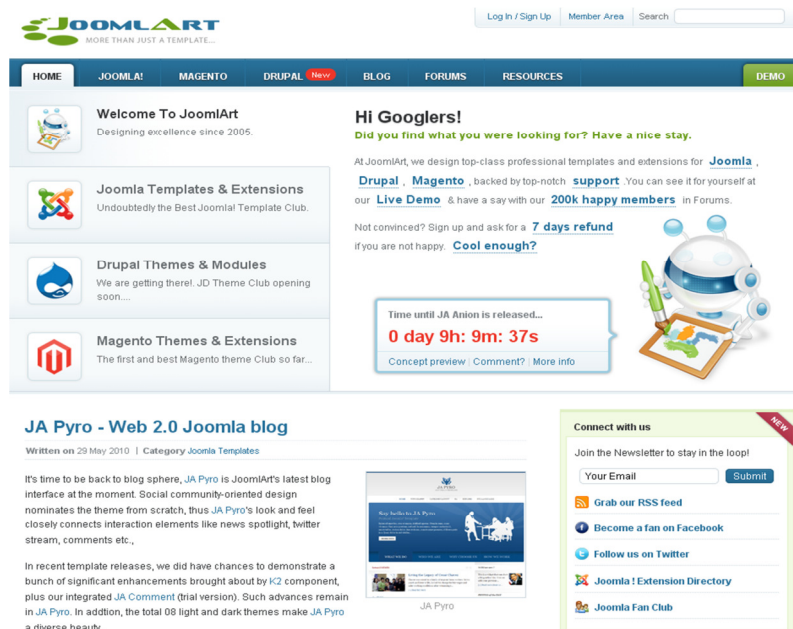 JOOMLART
MORE THAN JUST A TEMPLATE...
Log In / Sign Up Member Area Search
HOME JOOMLA! MAGENTO DRUPAL New BLOG FORUMS RESOURCES DEMO
Welcome To JoomlArt
Designing excellence since 2005.
Joomla Templates & Extensions
Undoubtedly the Best Joomla! Template Club.
Drupal Themes & Modules
We are getting there!. JD Theme Club opening
soon....
Magento Themes & Extensions
The first and best Magento theme Club so far...
Hi Googlers!
Did you find what you were looking for? Have a nice stay.
At JoomlArt, we design top-class professional templates and extensions for Joomla ,
Drupal , Magento , backed by top-notch support .You can see it for yourself at
our Live Demo & have a say with our 200k happy members in Forums.
Not convinced? Sign up and ask for a 7 days refund
if you are not happy. Cool enough?
Time until JA Anion is released...
0 day 9h: 9m: 37s
Concept preview | Comment? | More info
JA Pyro - Web 2.0 Joomla blog
Written on 29 May 2010 | Category Joomla Templates
It's time to be back to blog sphere, JA Pyro is JoomlArt's latest blog
interface at the moment. Social community-oriented design
nominates the theme from scratch, thus JA Pyro's look and feel
closely connects interaction elements like news spotlight, twitter
stream, comments etc.,
In recent template releases, we did have chances to demonstrate a
bunch of significant enhancements brought about by K2 component,
plus our integrated JA Comment (trial version). Such advances remain
in JA Pyro. In addtion, the total 08 light and dark themes make JA Pyro
a diverse beauty
Say hello to JA Pyro
JA Pyro
Connect with us
NEW
Join the Newsletter to stay in the loop!
Your Email Submit
Grab our RSS feed
Become a fan on Facebook
Follow us on Twitter
Joomla ! Extension Directory
Joomla Fan Club